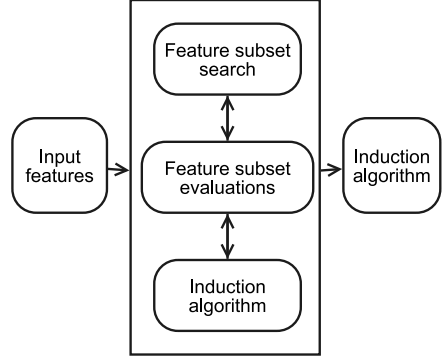 Feature subset
search
Input
features
Feature subset
evaluations
Induction
algorithm
Induction
algorithm